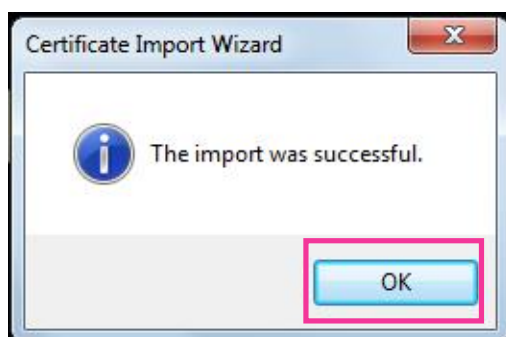 Certificate Import Wizard
The import was successful.
OK